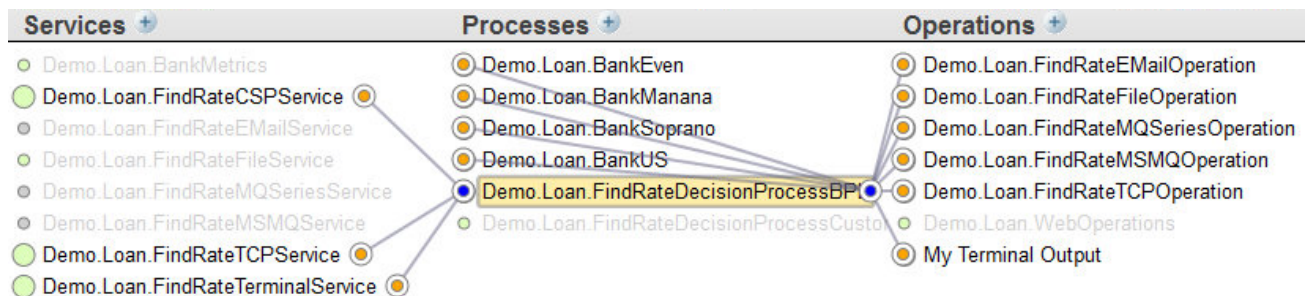 Services
Processes
Operations
Demo.Loan.BankMetrics
Demo.Loan.FindRateCSPService
Demo.Loan.FindRateEMailService
Demo.Loan.FindRateFileService
Demo.Loan.FindRateMQSeriesService
Demo.Loan.FindRateMSMQService
Demo.Loan.FindRateTCPService
Demo.Loan.FindRateTerminalService
Demo.Loan.BankEven
Demo.Loan.BankManana
Demo.Loan.BankSoprano
Demo.Loan.BankUS
Demo.Loan.FindRateDecisionProcessBP
Demo.Loan.FindRateDecisionProcessCusto
Demo.Loan.FindRateEMailOperation
Demo.Loan.FindRateFileOperation
Demo.Loan.FindRateMQSeriesOperation
Demo.Loan.FindRateMSMQOperation
Demo.Loan.FindRateTCPOperation
Demo.Loan.WebOperations
My Terminal Output